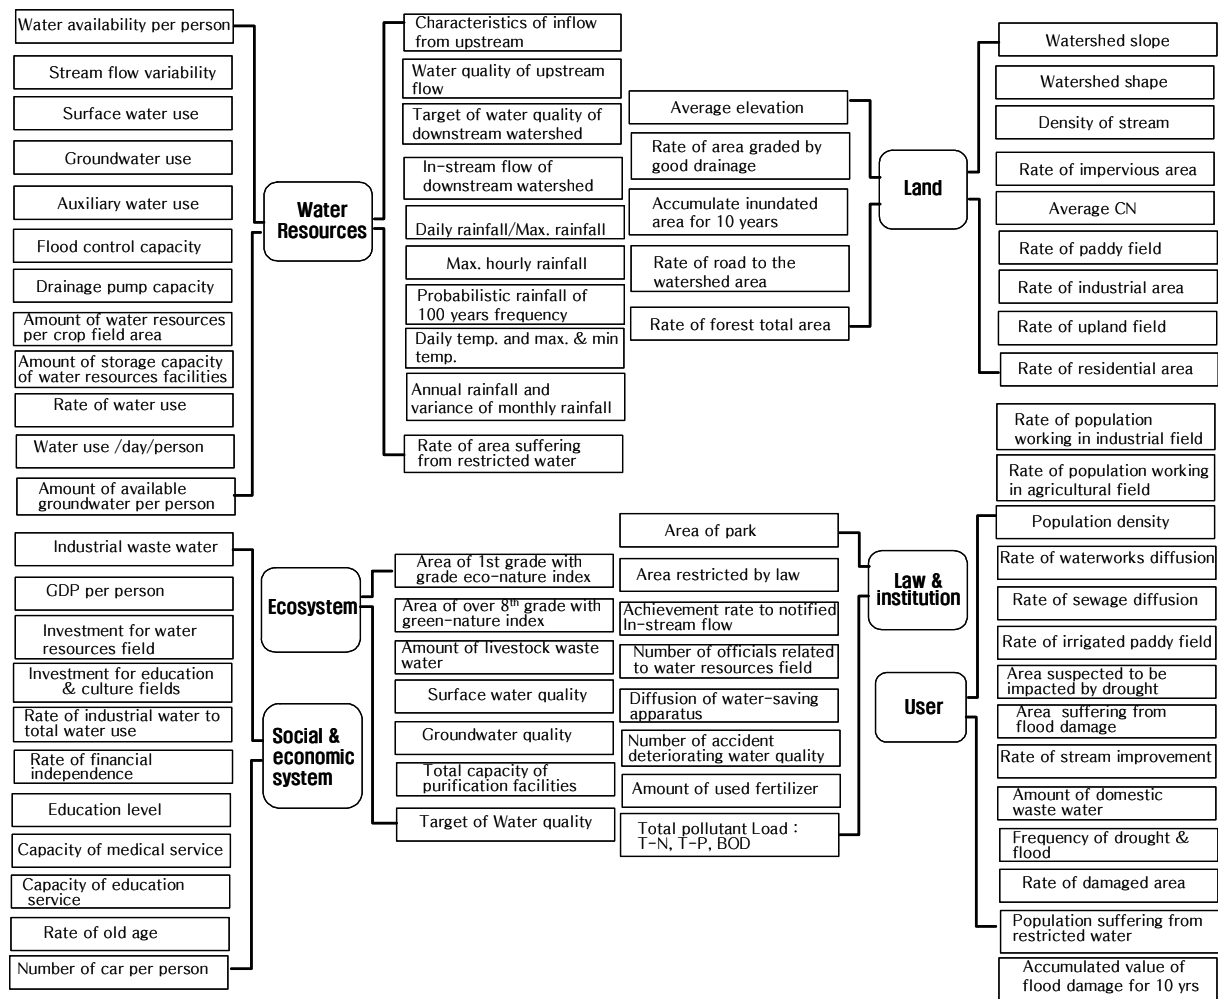 Water availability per person
Stream flow variability
Surface water use
Groundwater use
Auxiliary water use
Flood control capacity
Drainage pump capacity
Amount of water resources
per crop field area
Amount of storage capacity
of water resources facilities
Rate of water use
Water use /day/person
Amount of available
groundwater per person
Water
Resources
Characteristics of inflow
from upstream
Water quality of upstream
flow
Target of water quality of
downstream watershed
In-stream flow of
downstream watershed
Daily rainfall/Max. rainfall
Max. hourly rainfall
Probabilistic rainfall of
100 years frequency
Daily temp. and max. & min
temp.
Annual rainfall and
variance of monthly rainfall
Rate of area suffering
from restricted water
Average elevation
Rate of area graded by
good drainage
Accumulate inundated
area for 10 years
Rate of road to the
watershed area
Rate of forest total area
Land
Watershed slope
Watershed shape
Density of stream
Rate of impervious area
Average CN
Rate of paddy field
Rate of industrial area
Rate of upland field
Rate of residential area
Industrial waste water
GDP per person
Investment for water
resources field
Investment for education
& culture fields
Rate of industrial water to
total water use
Rate of financial
independence
Education level
Capacity of medical service
Capacity of education
service
Rate of old age
Number of car per person
Ecosystem
Social &
economic
system
Area of 1st grade with
grade eco-nature index
Area of over 8th grade with
green-nature index
Amount of livestock waste
water
Surface water quality
Groundwater quality
Total capacity of
purification facilities
Target of Water quality
Area of park
Area restricted by law
Achievement rate to notified
In-stream flow
Number of officials related
to water resources field
Diffusion of water-saving
apparatus
Number of accident
deteriorating water quality
Amount of used fertilizer
Total pollutant Load :
T-N, T-P, BOD
Law &
institution
User
Rate of population
working in industrial field
Rate of population working
in agricultural field
Population density
Rate of waterworks diffusion
Rate of sewage diffusion
Rate of irrigated paddy field
Area suspected to be
impacted by drought
Area suffering from
flood damage
Rate of stream improvement
Amount of domestic
waste water
Frequency of drought &
flood
Rate of damaged area
Population suffering from
restricted water
Accumulated value of
flood damage for 10 yrs